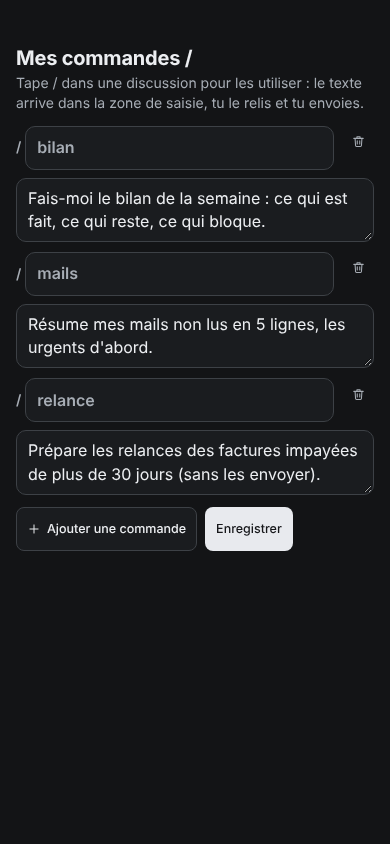 Mes commandes /
Tape / dans une discussion pour les utiliser : le texte
arrive dans la zone de saisie, tu le relis et tu envoies.
/ bilan
Fais-moi le bilan de la semaine : ce qui est
fait, ce qui reste, ce qui bloque.
/ mails
Résume mes mails non lus en 5 lignes, les
urgents d'abord.
/ relance
Prépare les relances des factures impayées
de plus de 30 jours (sans les envoyer).
+ Ajouter une commande Enregistrer